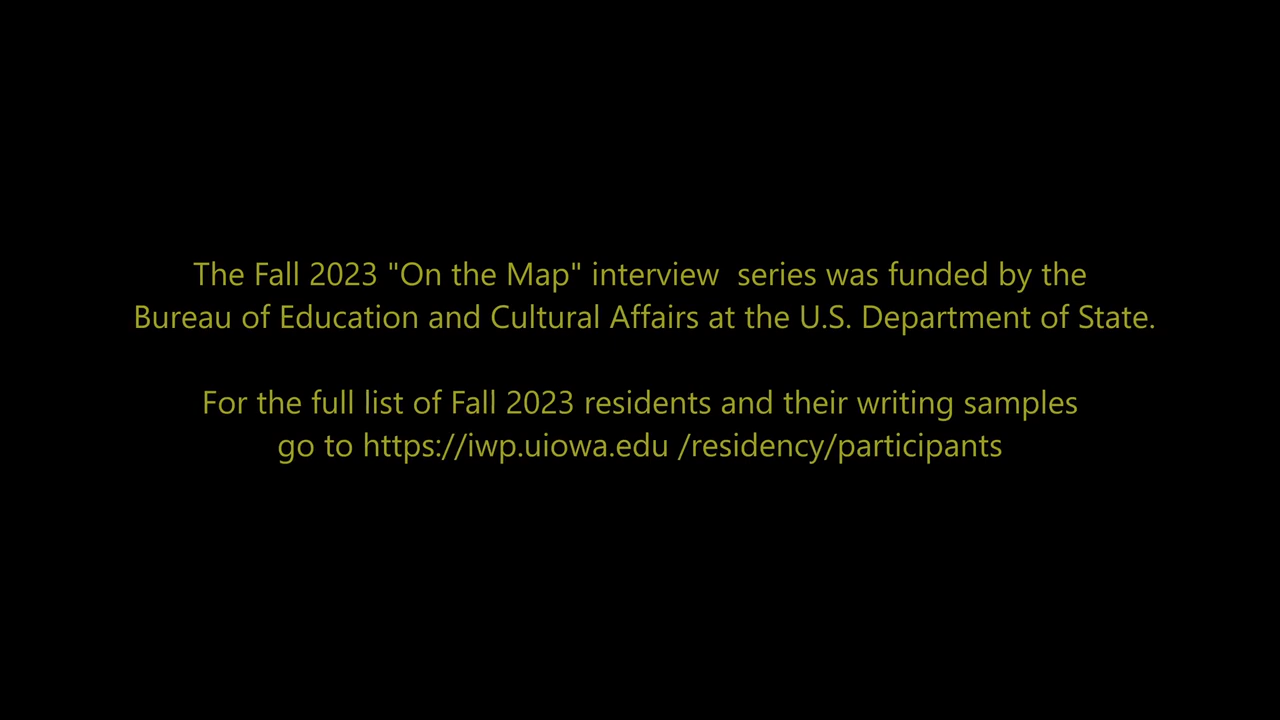 The Fall 2023 "On the Map" interview  series was funded by the
Bureau of Education and Cultural Affairs at the U.S. Department of State.
For the full list of Fall 2023 residents and their writing samples
go to https://iwp.uiowa.edu /residency/participants